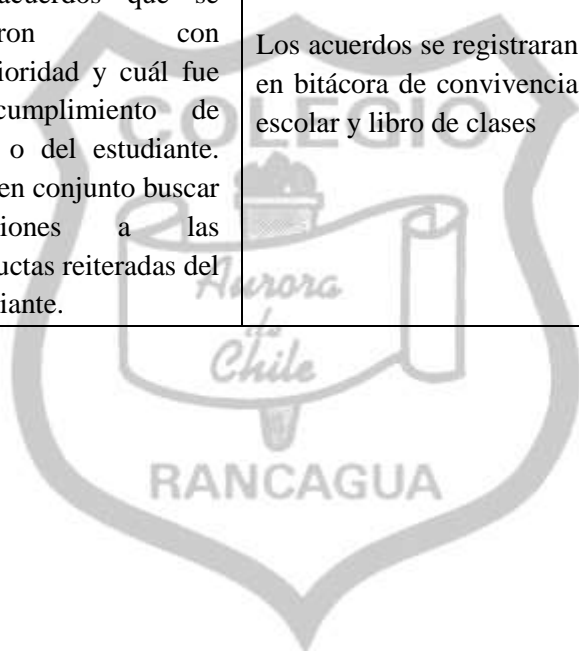 acuerdos que se
ron con
ioridad y cuál fue
cumplimiento de
o del estudiante.
en conjunto buscar
iones a las
uctas reiteradas del
iante.
Los acuerdos se registraran
en bitácora de convivencia
escolar y libro de clases
COLEGIO
Aurora
de
Chile
RANCAGUA